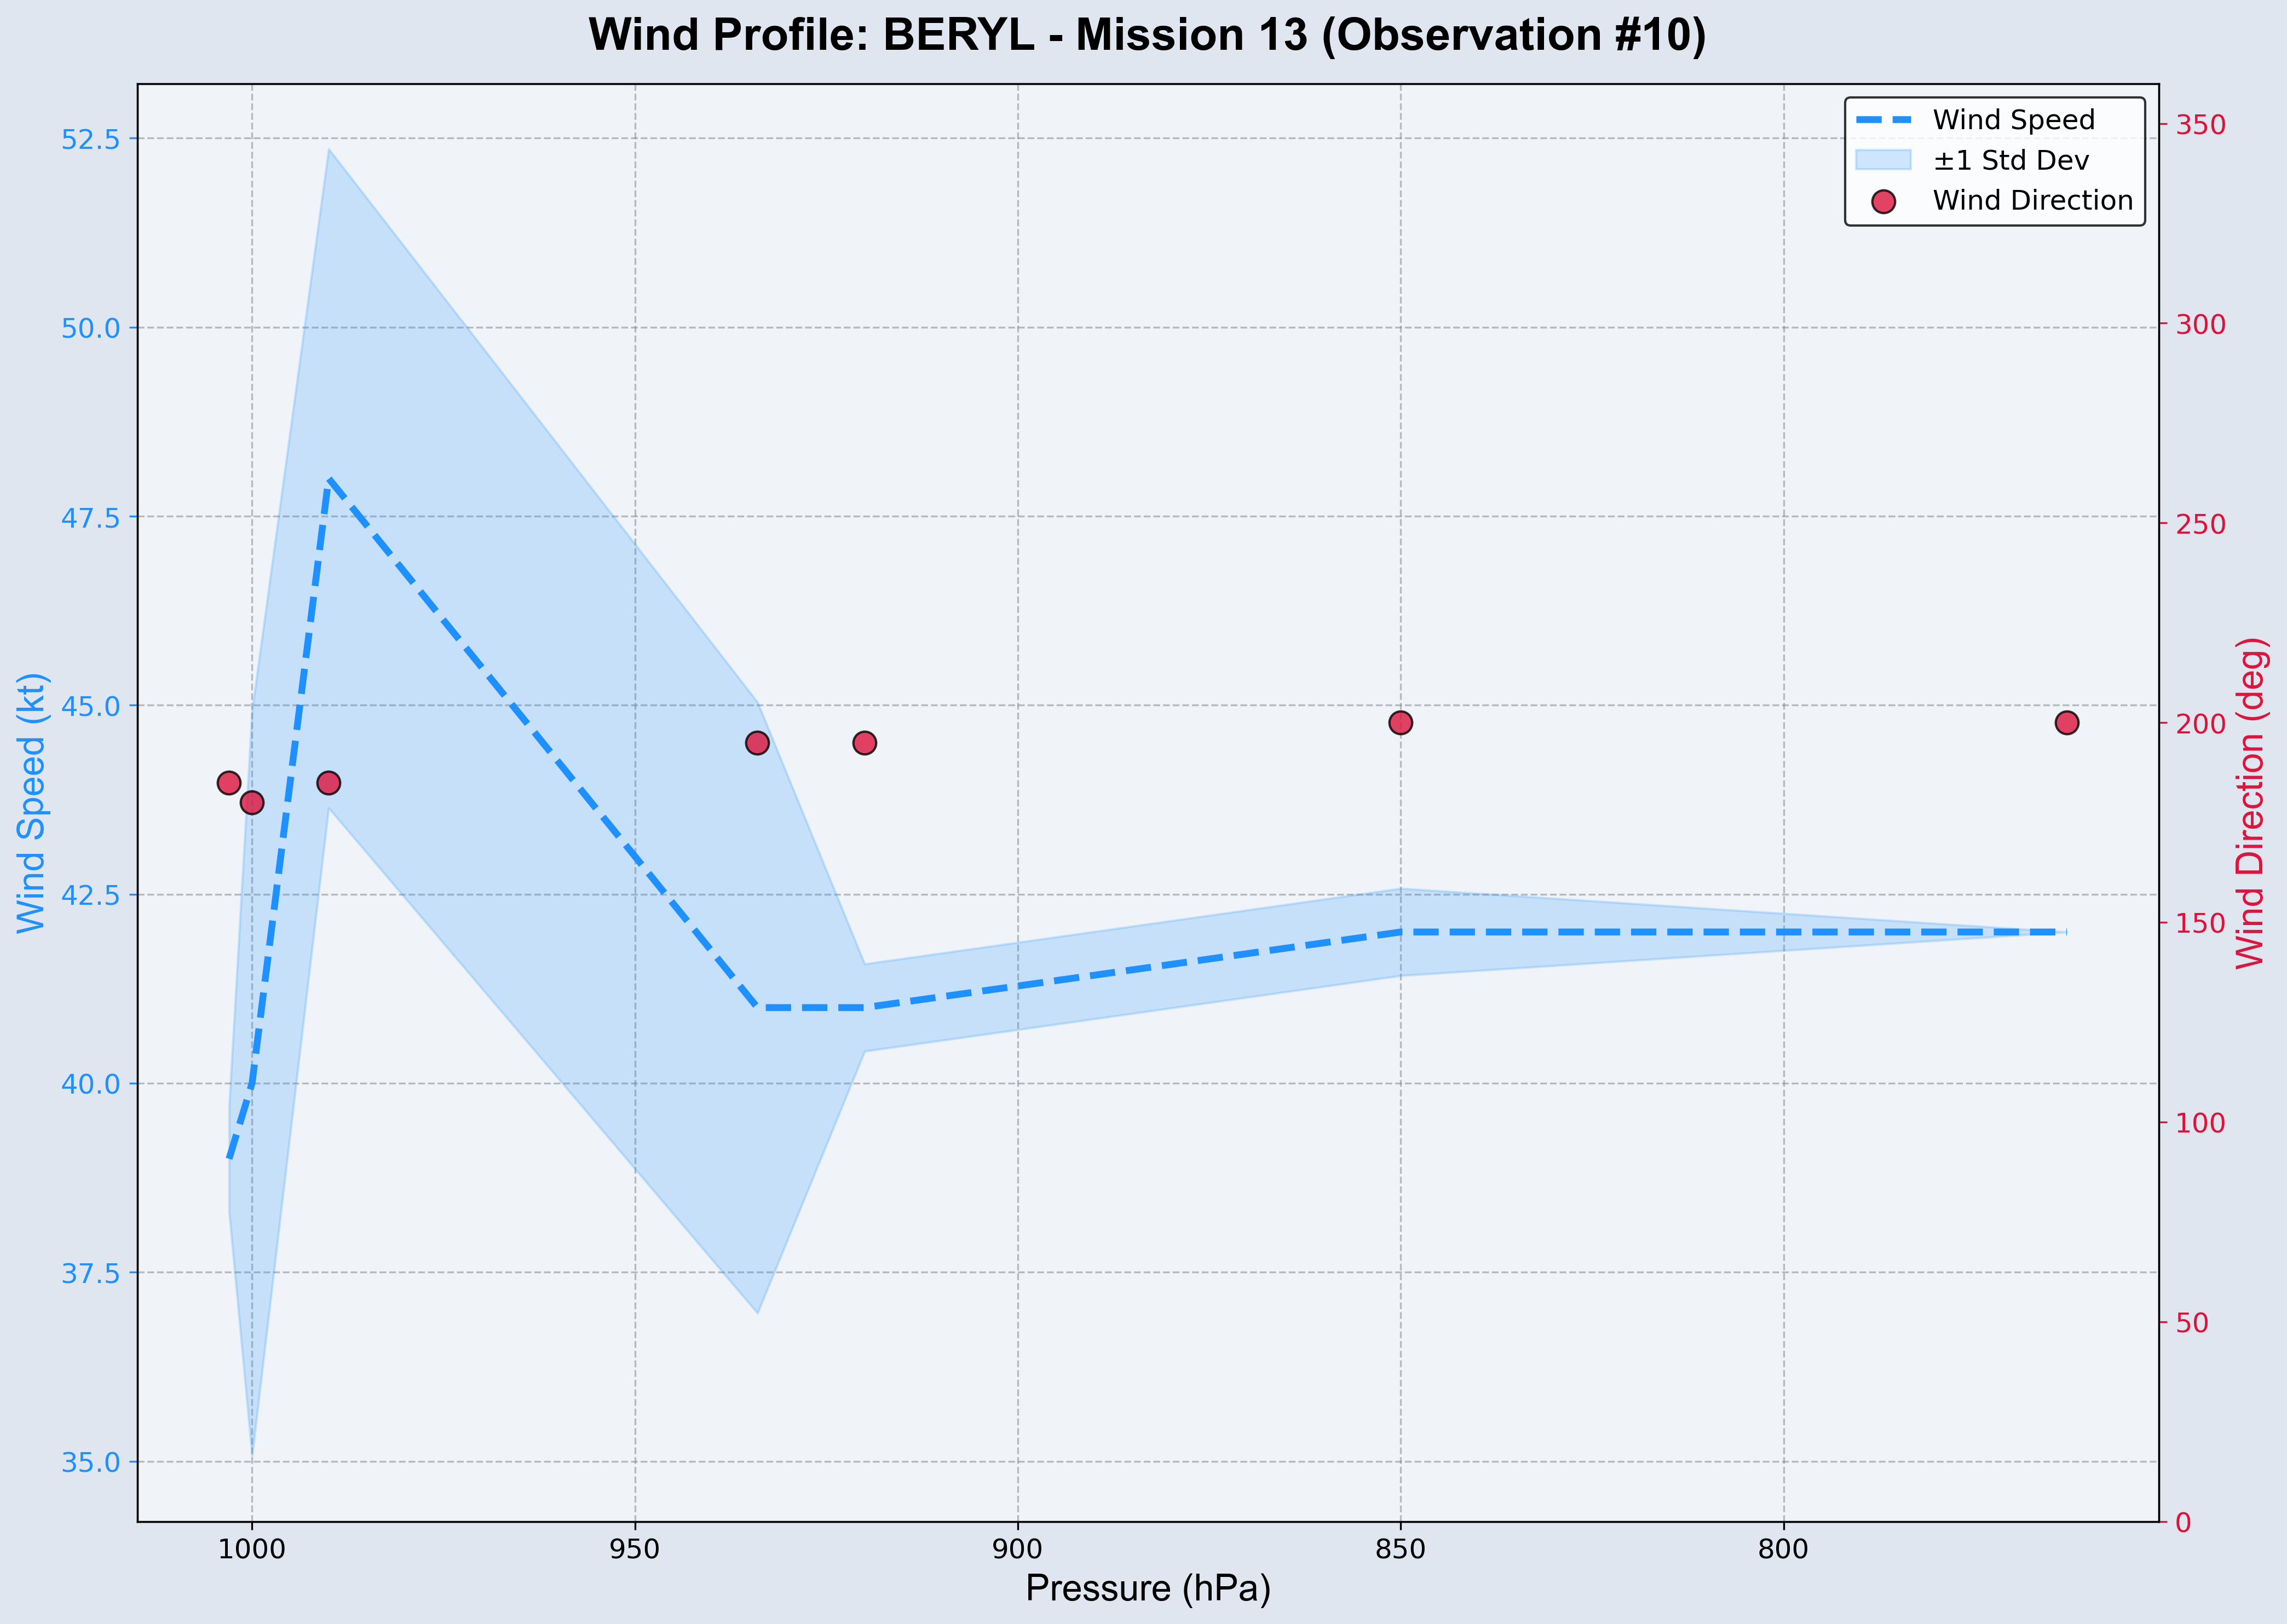 Wind Profile: BERYL - Mission 13 (Observation #10)
Wind Speed
±1 Std Dev
Wind Direction
Wind Speed (kt)
52.5
50.0
47.5
45.0
42.5
40.0
37.5
35.0
350
300
250
200
150
100
50
0
Wind Direction (deg)
1000 950 900 850 800
Pressure (hPa)